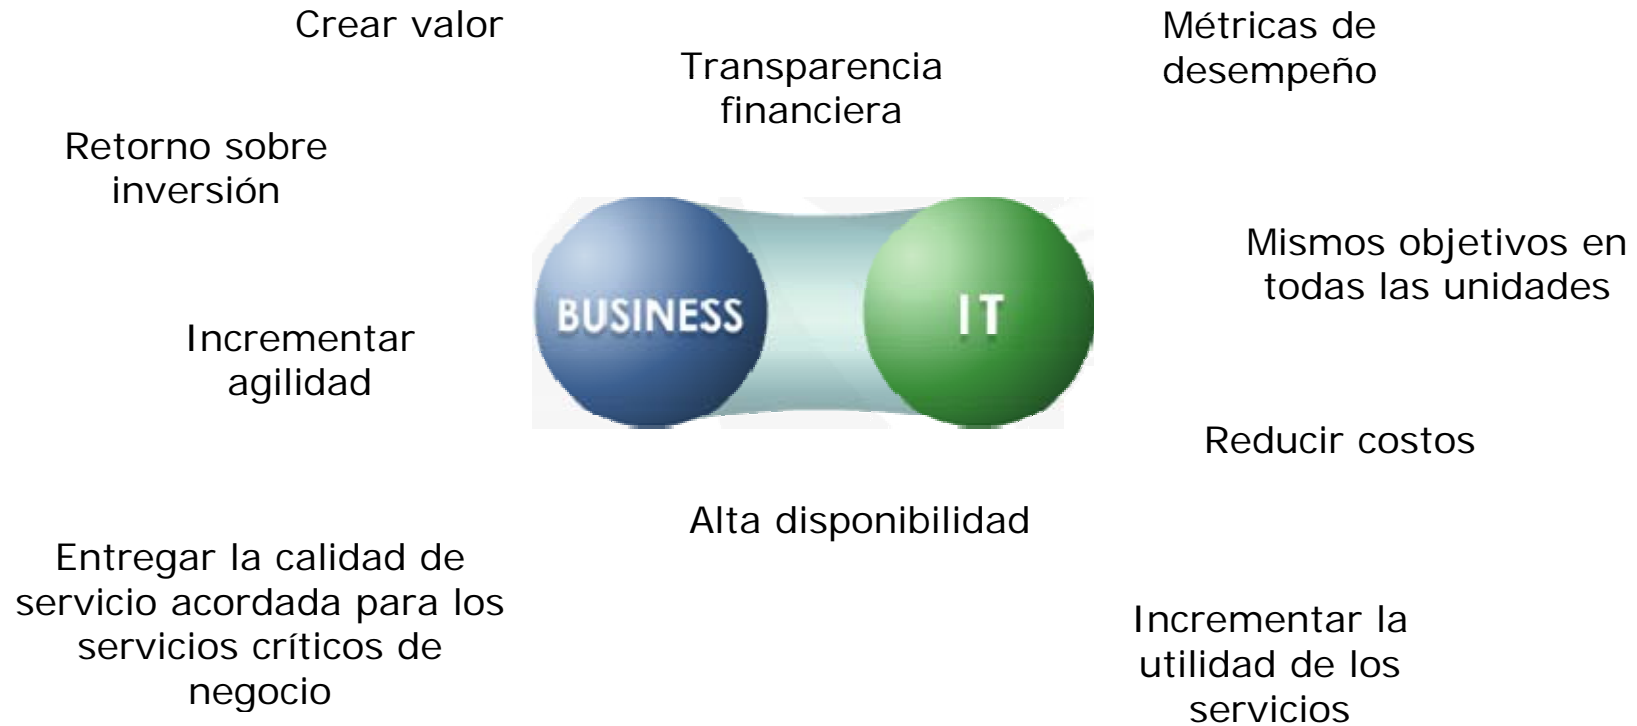 Crear valor
Transparencia
financiera
Métricas de
desempeño
Retorno sobre
inversión
BUSINESS
IT
Mismos objetivos en
todas las unidades
Incrementar
agilidad
Reducir costos
Alta disponibilidad
Entregar la calidad de
servicio acordada para los
servicios críticos de
negocio
Incrementar la
utilidad de los
servicios